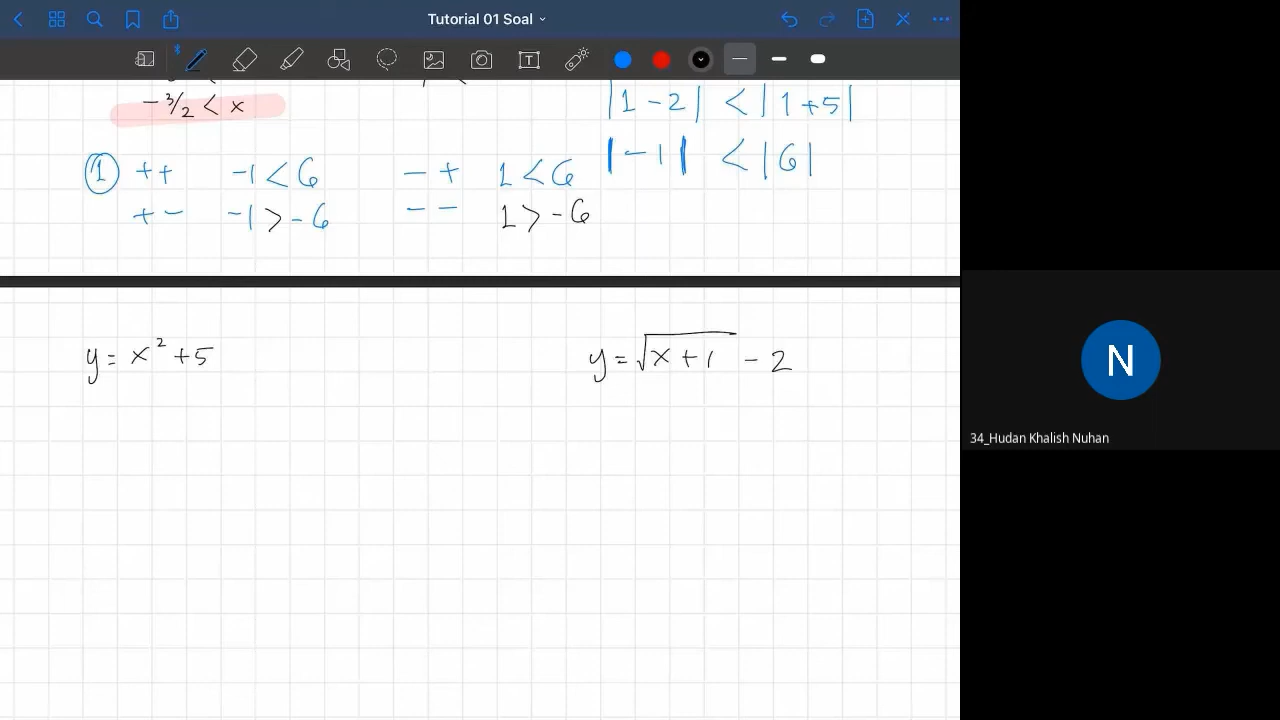 Tutorial 01 Soal
-3/2 < x
|1-2| < |1+5|
|-1| < |6|
① ++ -1 < 6 -+ 1 < 6
+- -1 > -6 -- 1 > -6
y = x² + 5
y = √(x+1) - 2
N
34_Hudan Khalish Nuhan